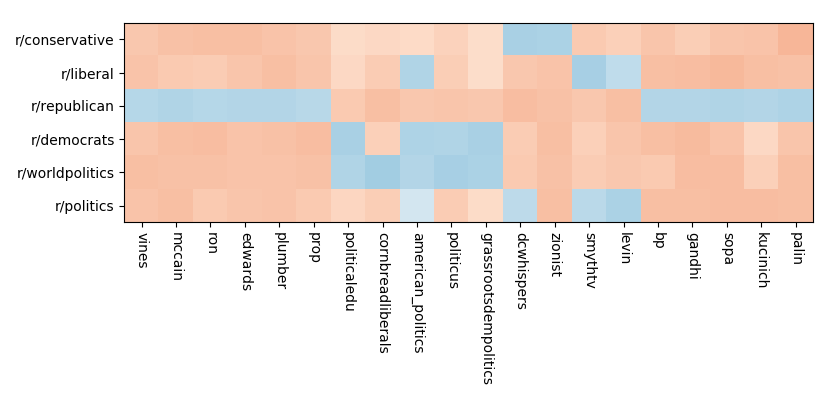 r/conservative
r/liberal
r/republican
r/democrats
r/worldpolitics
r/politics
vines
mccain
ron
edwards
plumber
prop
politicaledu
cornbreadliberals
american_politics
politicus
grassrootsdempolitics
dcwhispers
zionist
smythtv
levin
bp
gandhi
sopa
kucinich
palin